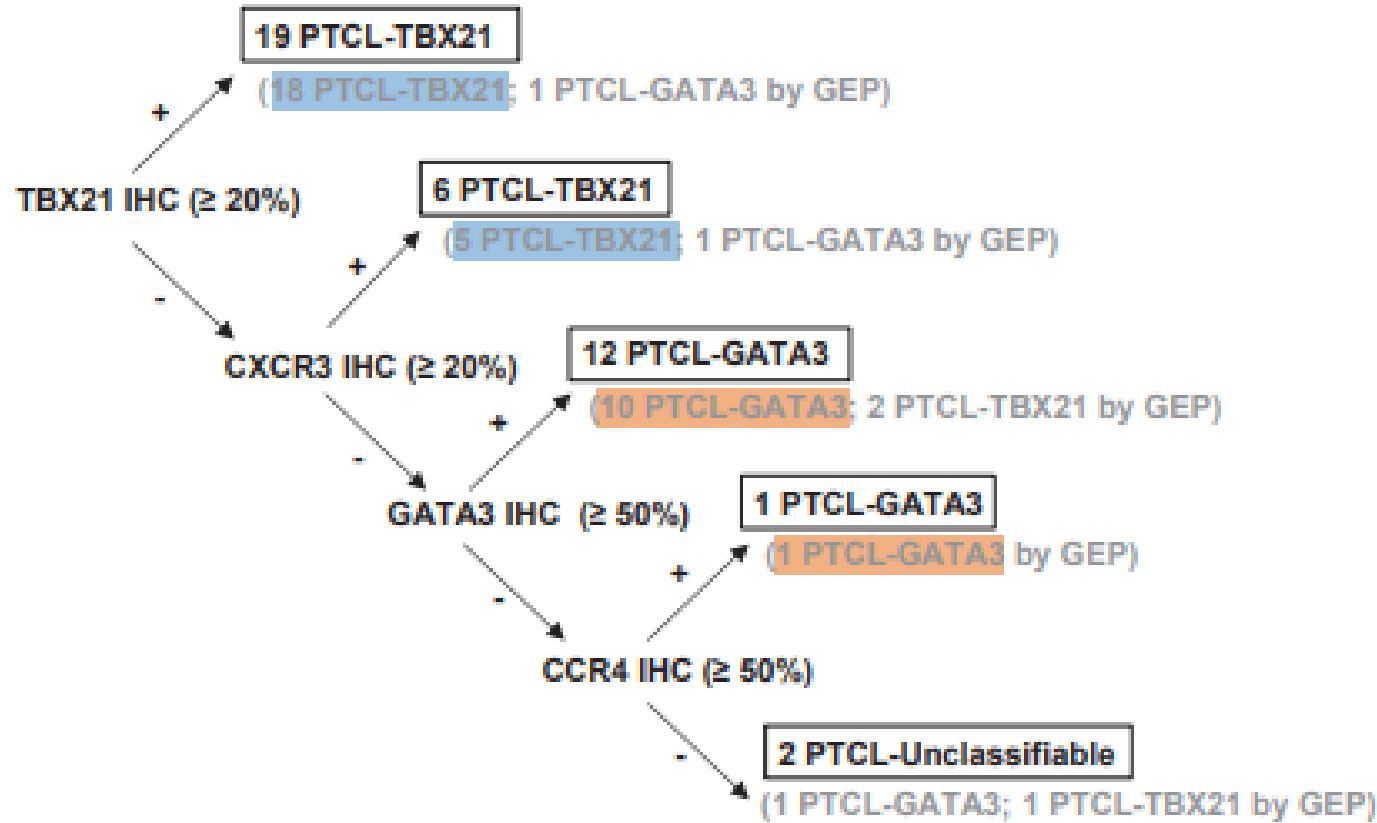 19 PTCL-TBX21
(18 PTCL-TBX21; 1 PTCL-GATA3 by GEP)
+
TBX21 IHC (≥ 20%)
6 PTCL-TBX21
(5 PTCL-TBX21; 1 PTCL-GATA3 by GEP)
+
-
CXCR3 IHC (≥ 20%)
12 PTCL-GATA3
(10 PTCL-GATA3; 2 PTCL-TBX21 by GEP)
+
-
GATA3 IHC (≥ 50%)
1 PTCL-GATA3
(1 PTCL-GATA3 by GEP)
+
-
CCR4 IHC (≥ 50%)
2 PTCL-Unclassifiable
-
(1 PTCL-GATA3; 1 PTCL-TBX21 by GEP)